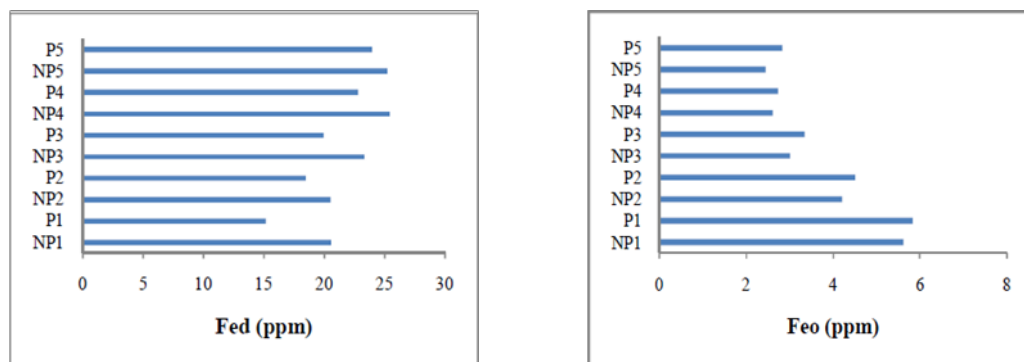 P5
NP5
P4
NP4
P3
NP3
P2
NP2
P1
NP1
0 5 10 15 20 25 30
Fed (ppm)
P5
NP5
P4
NP4
P3
NP3
P2
NP2
P1
NP1
0 2 4 6 8
Feo (ppm)